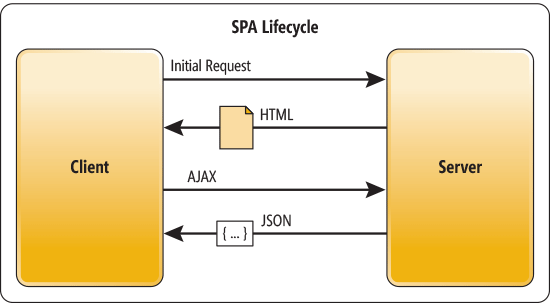 SPA Lifecycle
Initial Request
HTML
Client
Server
AJAX
JSON
{ ... }